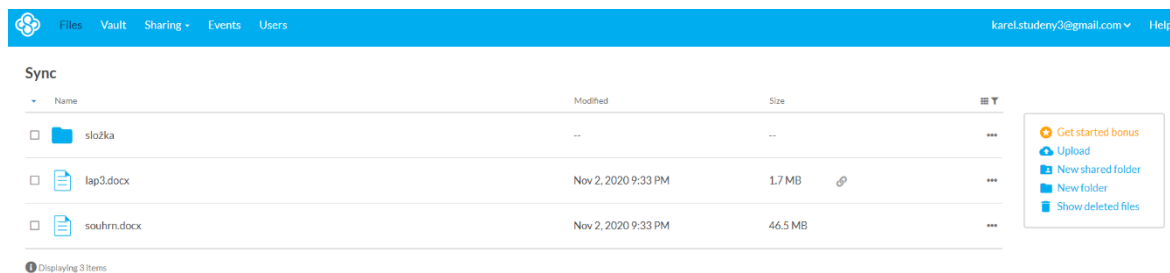 Files Vault Sharing Events Users karel.studeny3@gmail.com Help
Sync
Name Modified Size
složka -- --
lap3.docx Nov 2, 2020 9:33 PM 1.7 MB
souhrn.docx Nov 2, 2020 9:33 PM 46.5 MB
Displaying 3 items
Get started bonus
Upload
New shared folder
New folder
Show deleted files